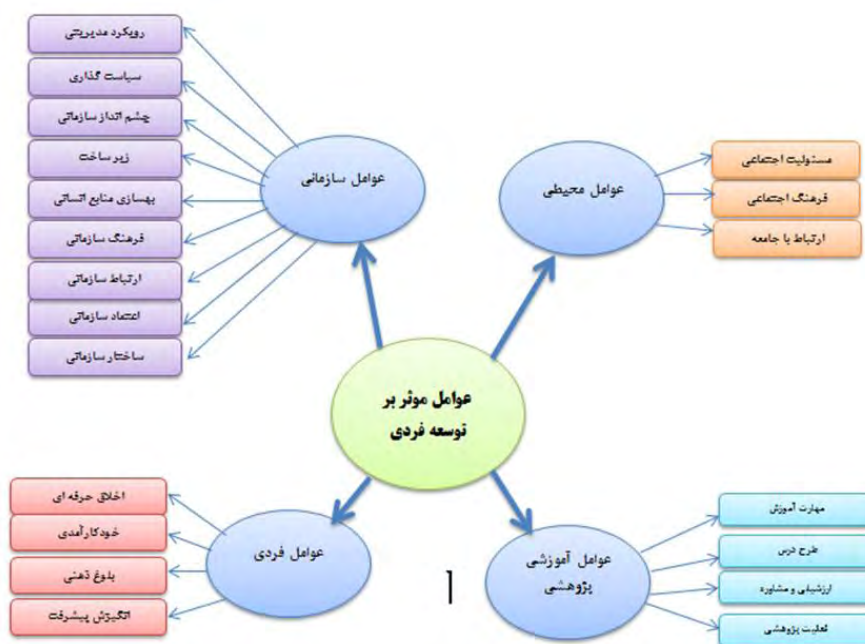 رویکرد مدیریتی
سیاست گذاری
چشم انداز سازمانی
زیر ساخت
بهسازی منابع انسانی
فرهنگ سازمانی
ارتباط سازمانی
اعتماد سازمانی
ساختار سازمانی
عوامل سازمانی
عوامل محیطی
مسئولیت اجتماعی
فرهنگ اجتماعی
ارتباط با جامعه
عوامل موثر بر
توسعه فردی
اخلاق حرفه ای
خودکارآمدی
بلوغ ذهنی
انگیزش پیشرفت
عوامل فردی
عوامل آموزشی
پژوهشی
مهارت آموزش
طرح درس
ارزشیابی و مشاوره
فعلیت پژوهشی
أ